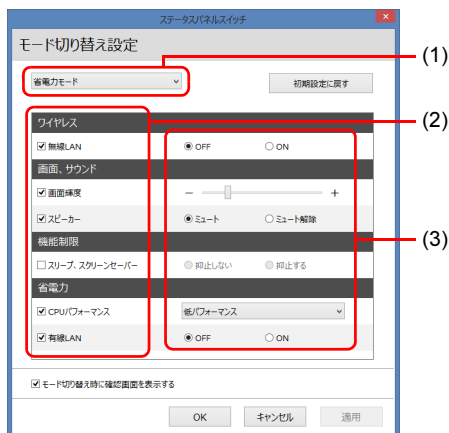 ステータスパネルスイッチ
モード切り替え設定
(1)
省電力モード
初期設定に戻す
ワイヤレス
(2)
無線LAN OFF ON
画面、サウンド
画面輝度 − +
スピーカー ミュート ミュート解除
機能制限
(3)
スリープ、スクリーンセーバー 抑止しない 抑止する
省電力
CPUパフォーマンス 低パフォーマンス
有線LAN OFF ON
モード切り替え時に確認画面を表示する
OK キャンセル 適用